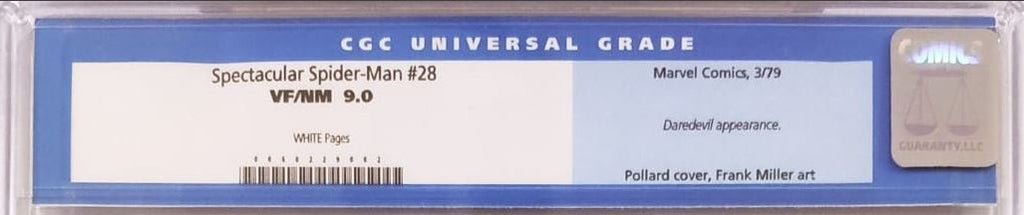 CGC UNIVERSAL GRADE
Spectacular Spider-Man #28
VF/NM 9.0
WHITE Pages
Marvel Comics, 3/79
Daredevil appearance.
Pollard cover, Frank Miller art
COMICS
GUARANTY, LLC